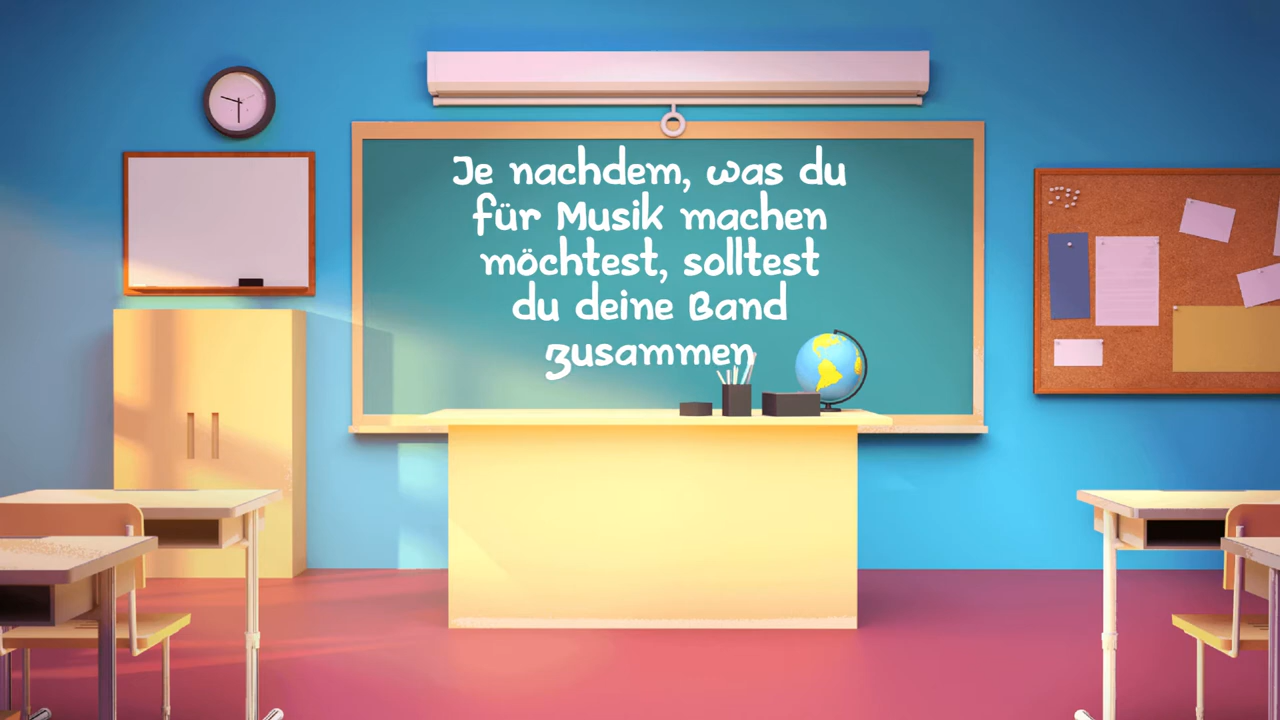 Je nachdem, was du
für Musik machen
möchtest, solltest
du deine Band
zusammen